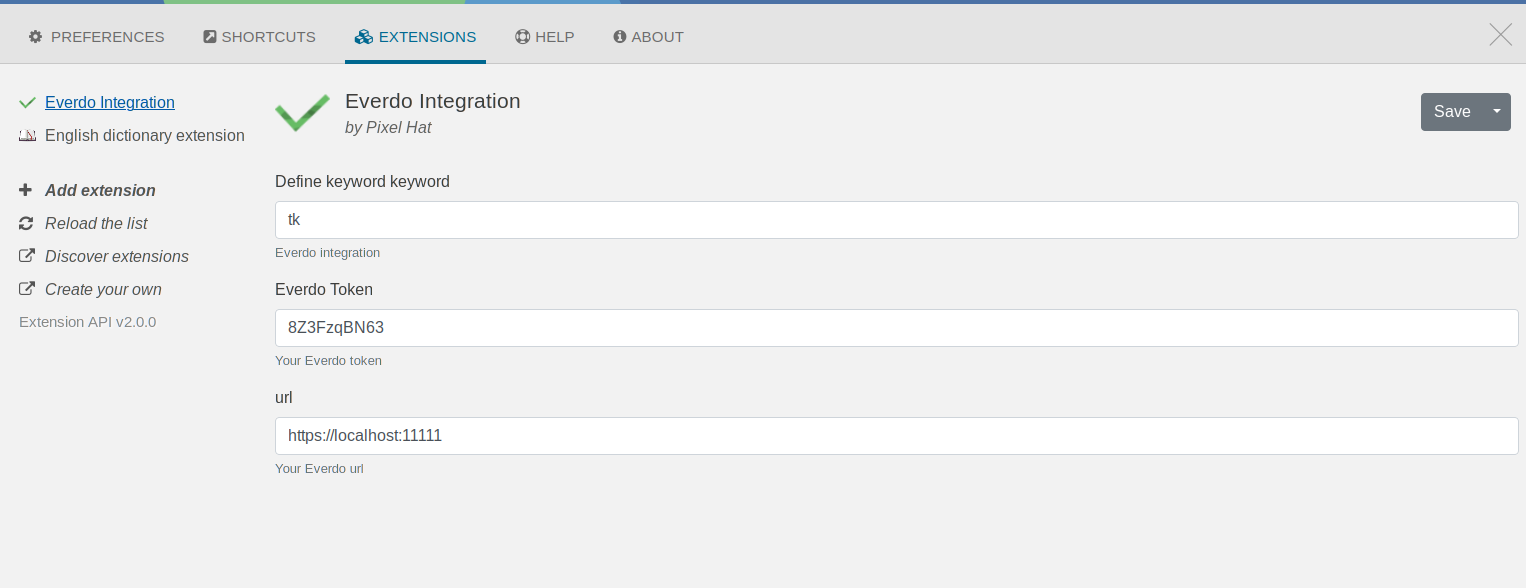 PREFERENCES SHORTCUTS EXTENSIONS HELP ABOUT
Everdo Integration
English dictionary extension
Add extension
Reload the list
Discover extensions
Create your own
Extension API v2.0.0
Everdo Integration
by Pixel Hat
Save
Define keyword keyword
tk
Everdo integration
Everdo Token
8Z3FzqBN63
Your Everdo token
url
https://localhost:11111
Your Everdo url